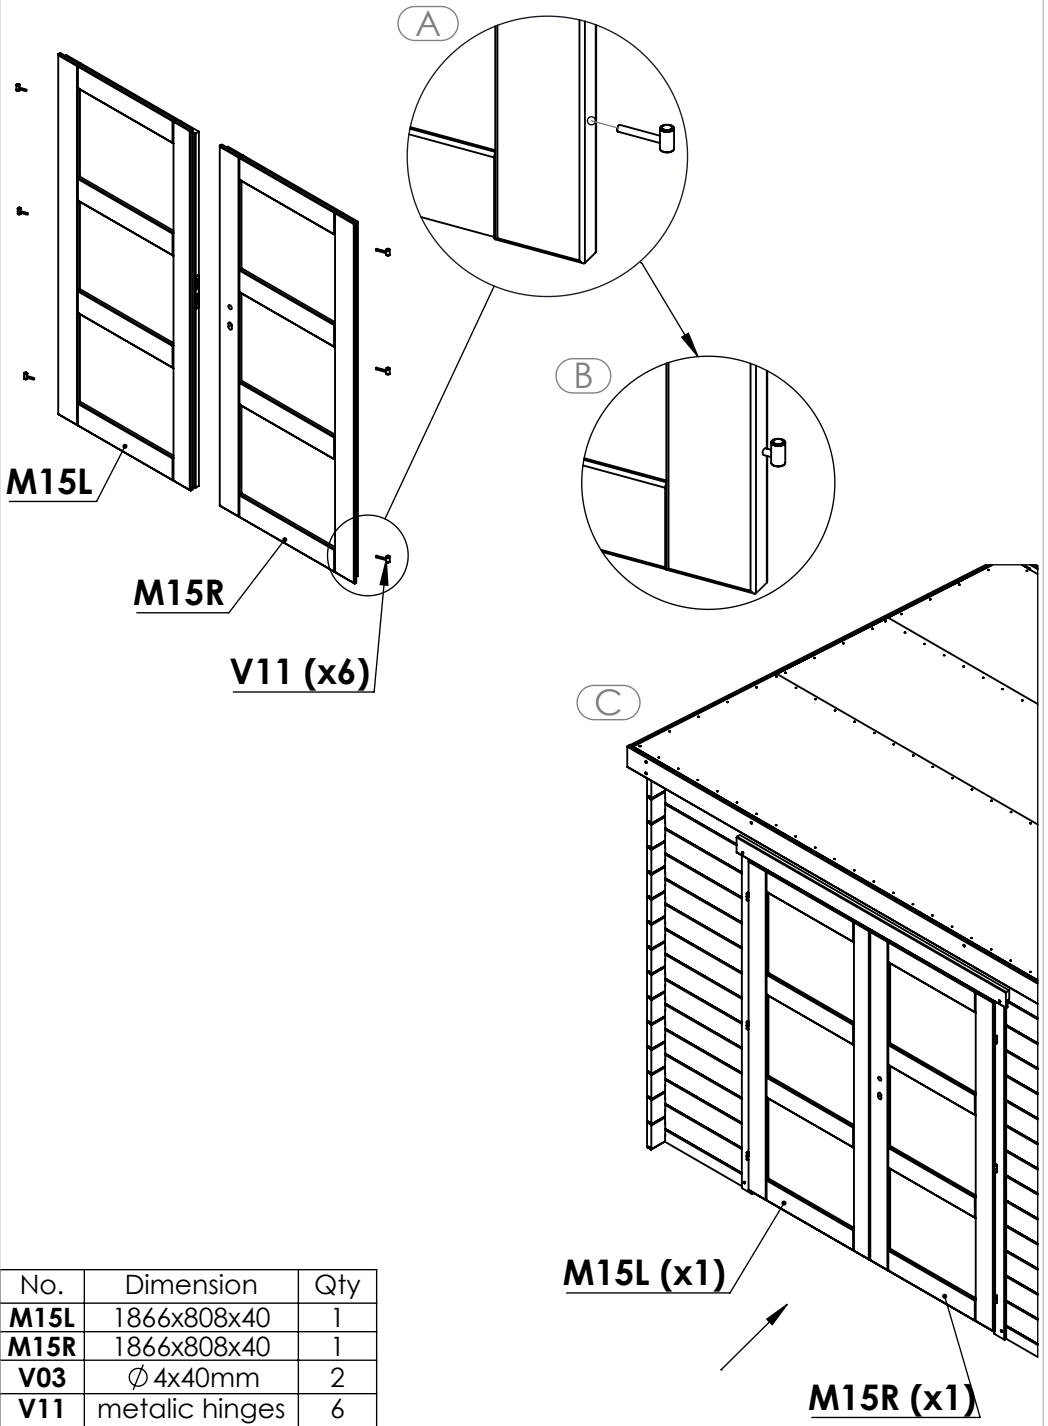 A
M15L
M15R
V11 (x6)
B
C
M15L (x1)
M15R (x1)
No. Dimension Qty
M15L 1866x808x40 1
M15R 1866x808x40 1
V03 ∅4x40mm 2
V11 metalic hinges 6